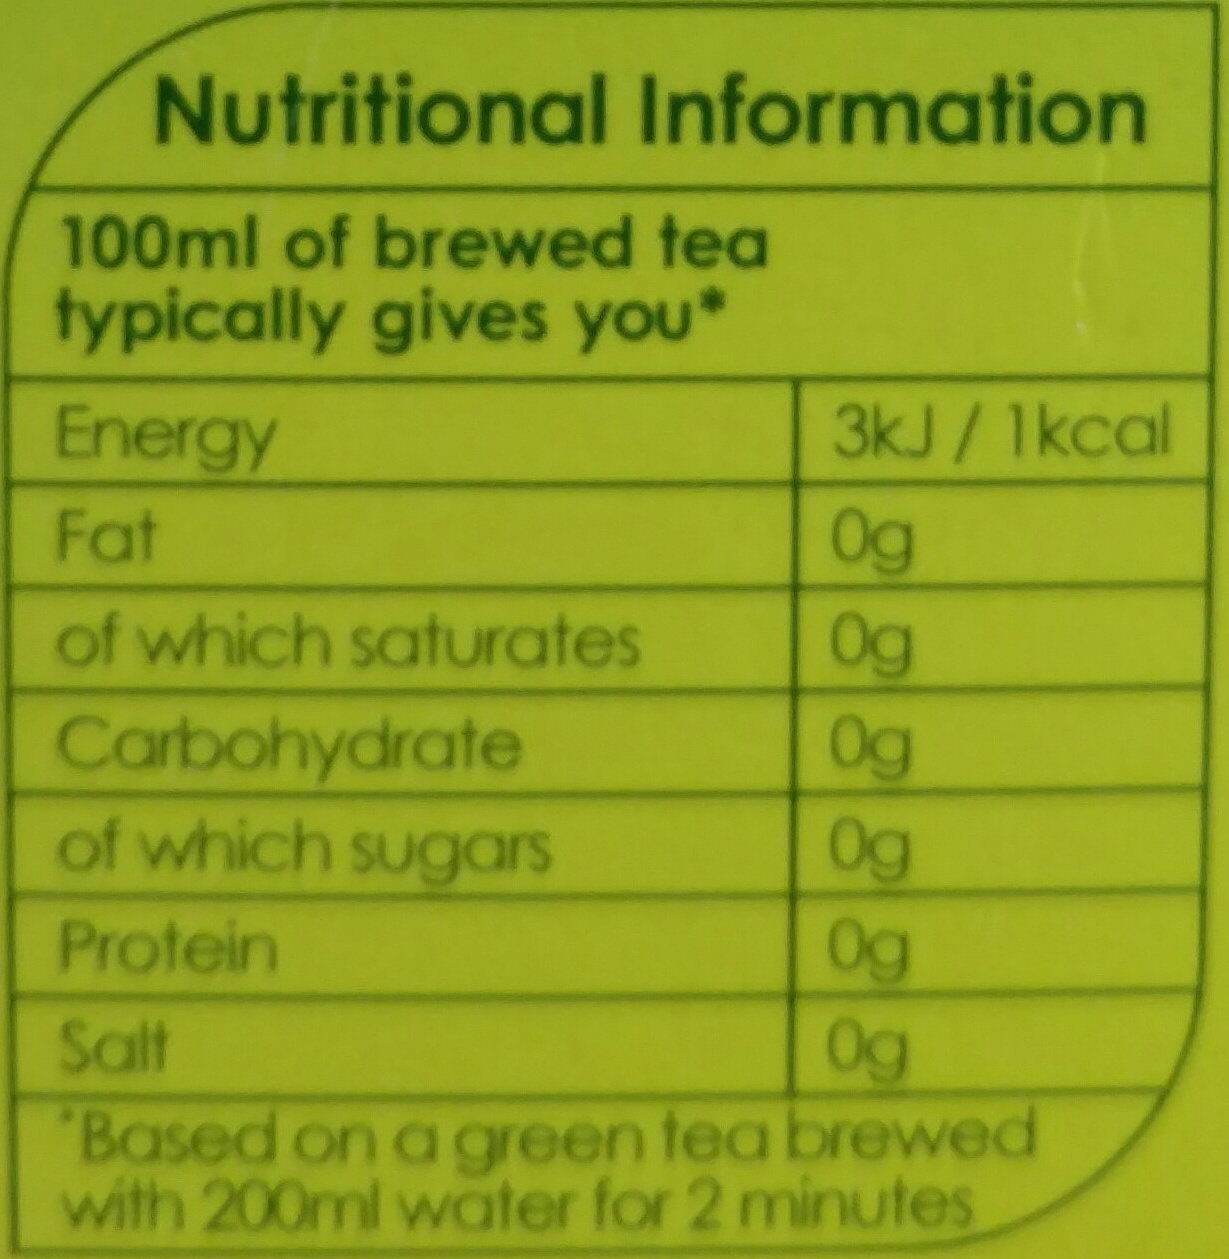 Nutritional Information
100ml of brewed tea
typically gives you*
Energy 3kJ / 1kcal
Fat 0g
of which saturates 0g
Carbohydrate 0g
of which sugars 0g
Protein 0g
Salt 0g
*Based on a green tea brewed
with 200ml water for 2 minutes